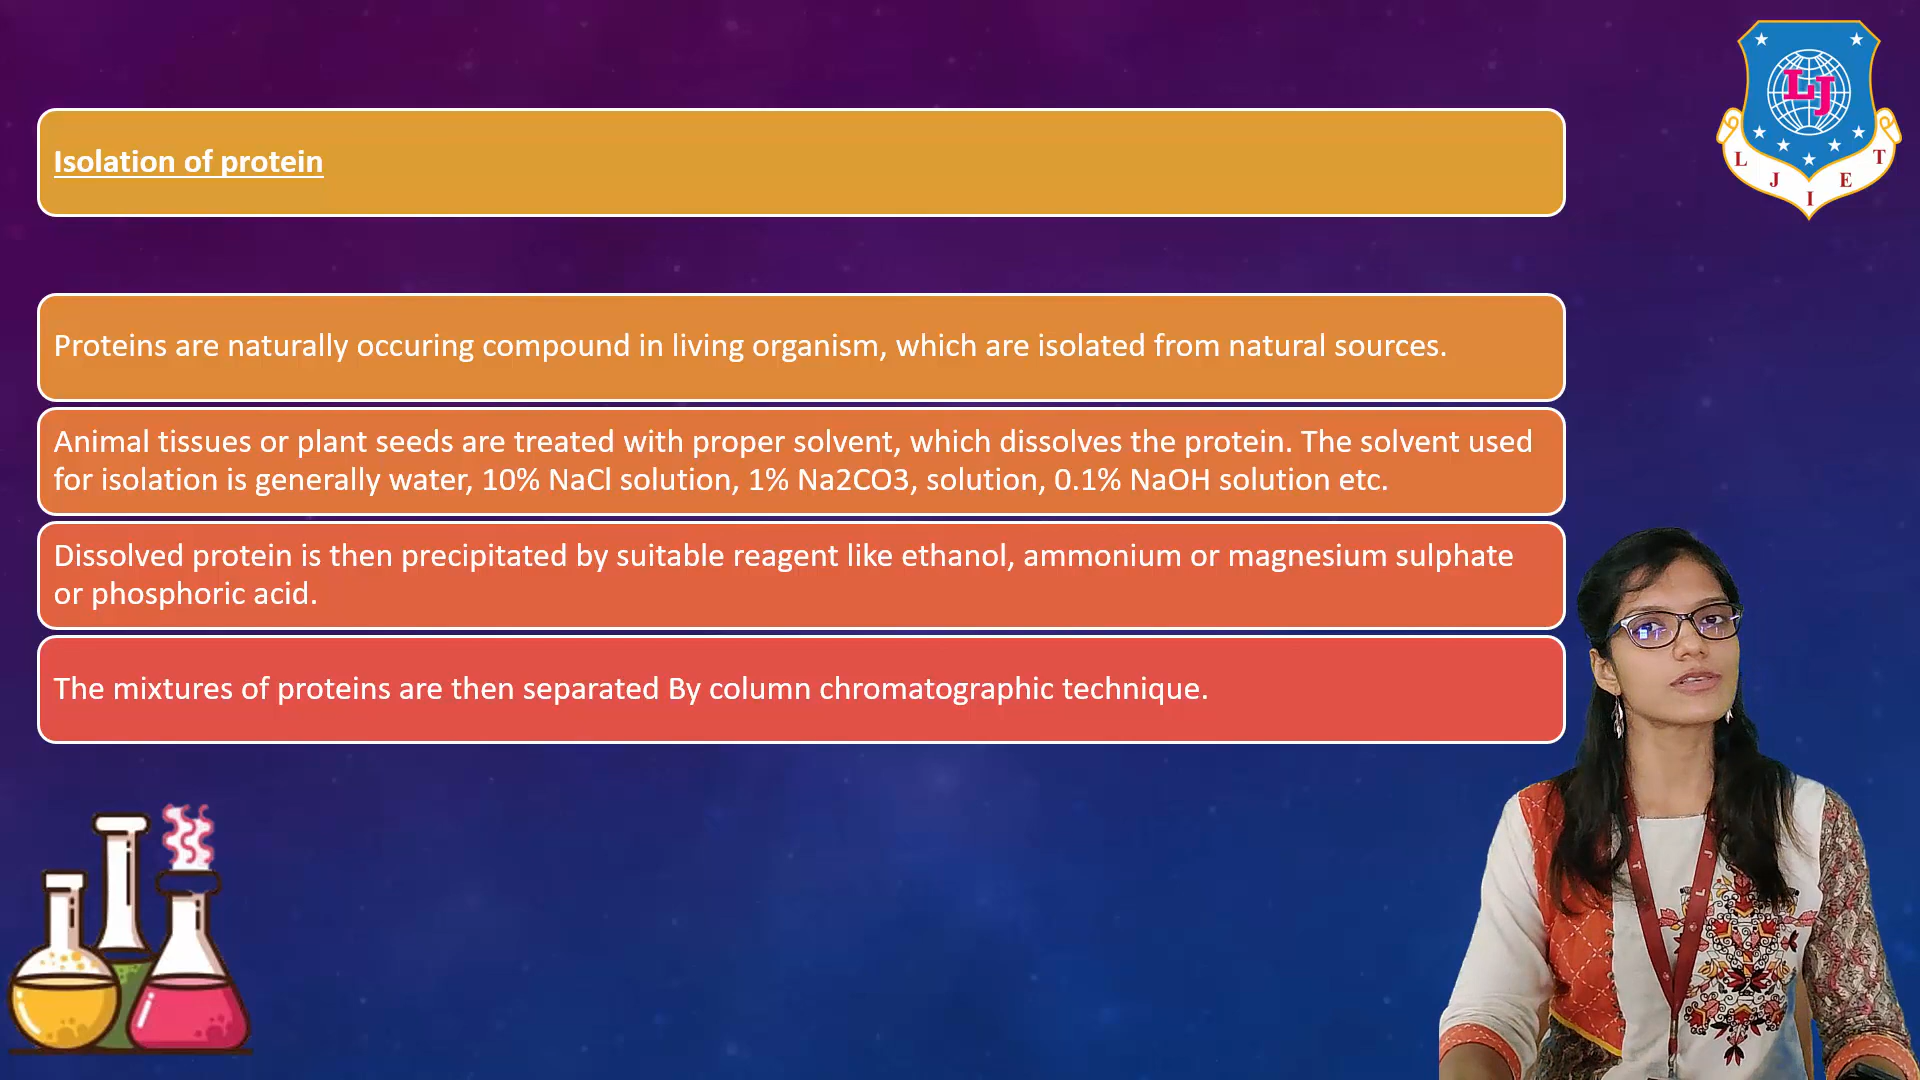 Isolation of protein
Proteins are naturally occuring compound in living organism, which are isolated from natural sources.
Animal tissues or plant seeds are treated with proper solvent, which dissolves the protein. The solvent used
for isolation is generally water, 10% NaCl solution, 1% Na2CO3, solution, 0.1% NaOH solution etc.
Dissolved protein is then precipitated by suitable reagent like ethanol, ammonium or magnesium sulphate
or phosphoric acid.
The mixtures of proteins are then separated By column chromatographic technique.
LJ
L J I E T